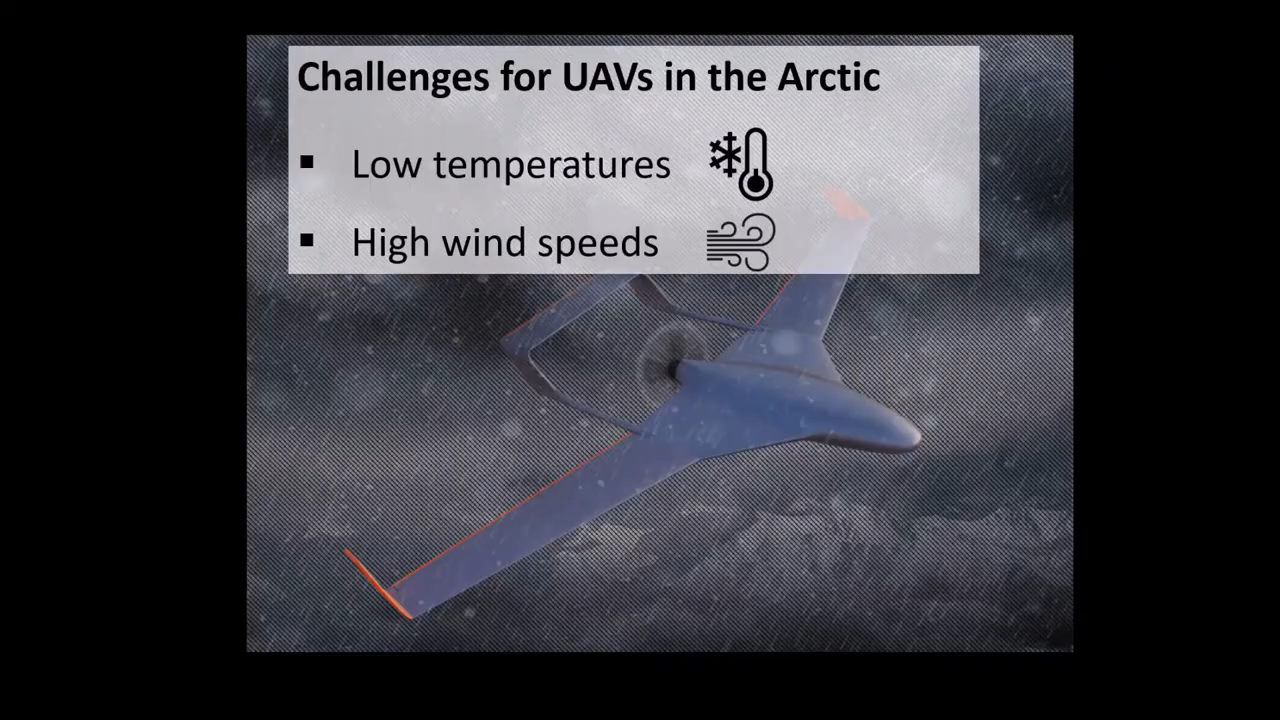 Challenges for UAVs in the Arctic
▪ Low temperatures
▪ High wind speeds